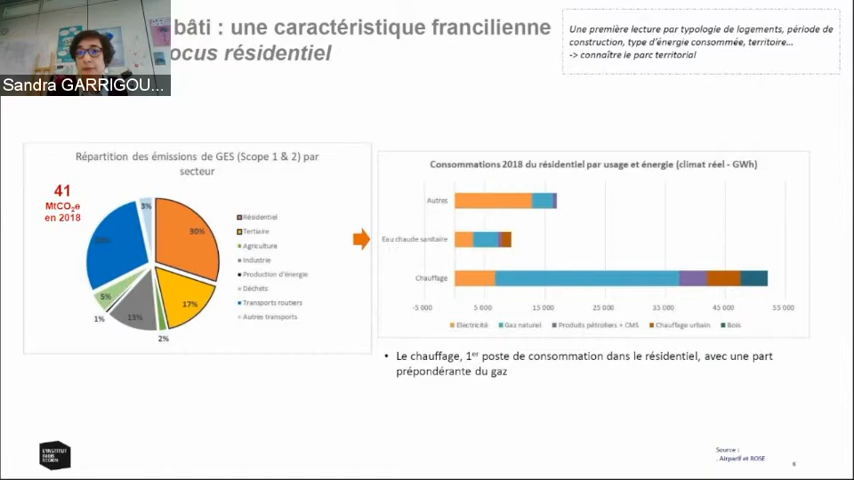 bâti : une caractéristique francilienne
ocus résidentiel
Sandra GARRIGOU...
Une première lecture par typologie de logements, période de
construction, type d'énergie consommée, territoire...
-> connaître le parc territorial
Répartition des émissions de GES (Scope 1 & 2) par
secteur
41
MtCO₂e
en 2018
3%
30%
17%
2%
13%
1%
5%
Résidentiel
Tertiaire
Agriculture
Industrie
Production d'énergie
Déchets
Transports routiers
Autres transports
Consommations 2018 du résidentiel par usage et énergie (climat réel - GWh)
Autres
Eau chaude sanitaire
Chauffage
-5 000 5 000 15 000 25 000 35 000 45 000 55 000
Electricité Gaz naturel Produits pétroliers + CMS Chauffage urbain Bois
• Le chauffage, 1er poste de consommation dans le résidentiel, avec une part
prépondérante du gaz
L'INSTITUT
PARIS
REGION
Source :
. Airparif et ROSE